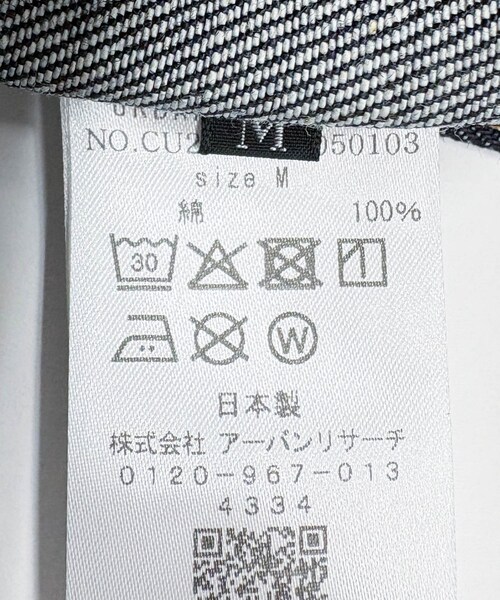 NO.CU2 050103
M
size M
綿 100%
30
W
日本製
株式会社 アーバンリサーチ
0120-967-013
4334